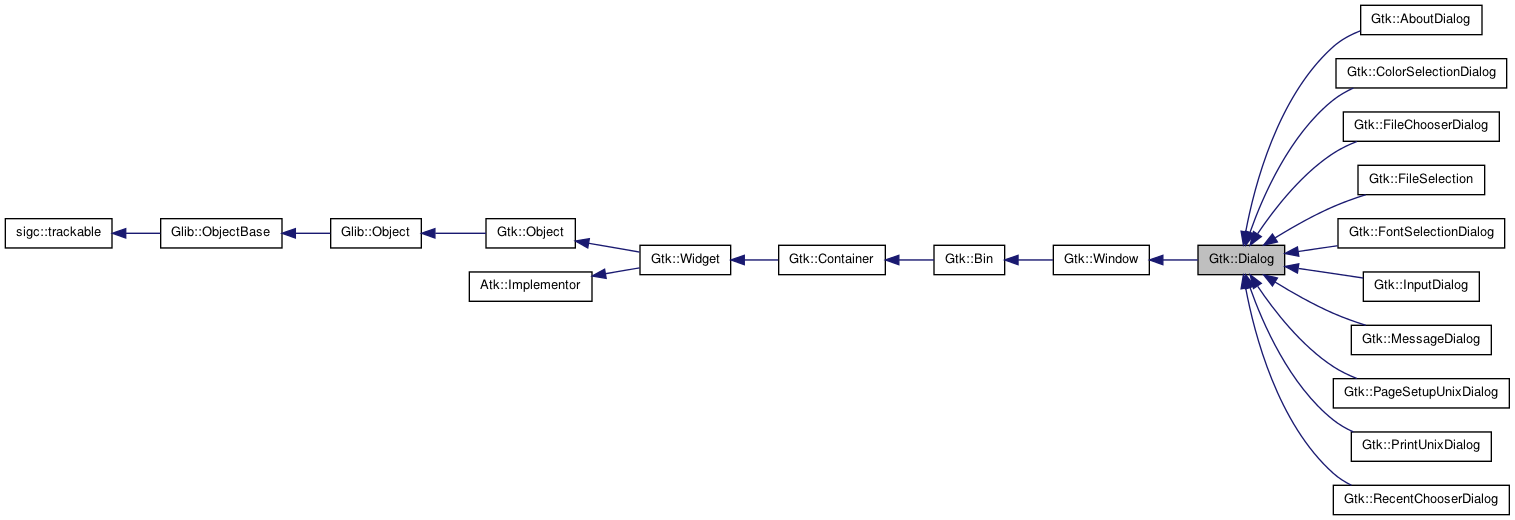 Gtk::AboutDialog
Gtk::ColorSelectionDialog
Gtk::FileChooserDialog
Gtk::FileSelection
sigc::trackable
Glib::ObjectBase
Glib::Object
Gtk::Object
Gtk::FontSelectionDialog
Gtk::Widget
Gtk::Container
Gtk::Bin
Gtk::Window
Gtk::Dialog
Atk::Implementor
Gtk::InputDialog
Gtk::MessageDialog
Gtk::PageSetupUnixDialog
Gtk::PrintUnixDialog
Gtk::RecentChooserDialog